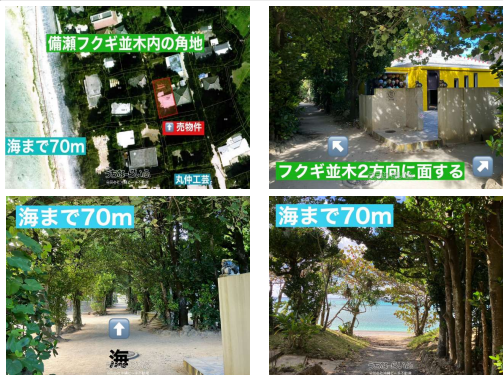 備瀬フクギ並木内の角地
海まで70m
売物件
丸仲工芸
フクギ並木2方向に面する
海まで70m
海
海まで70m